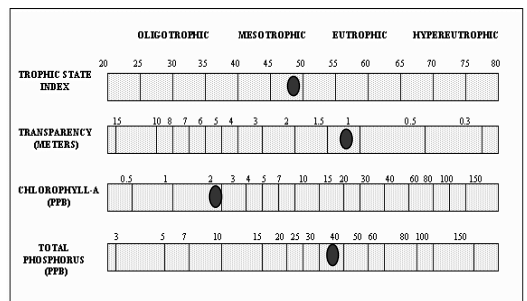 OLIGOTROPHIC MESOTROPHIC EUTROPHIC HYPEREUTROPHIC
20 25 30 35 40 45 50 55 60 65 70 75 80
TROPHIC STATE
INDEX
15 10 8 7 6 5 4 3 2 1.5 1 0.5 0.3
TRANSPARENCY
(METERS)
0.5 1 2 3 4 5 7 10 15 20 30 40 60 80 100 150
CHLOROPHYLL-A
(PPB)
3 5 7 10 15 20 25 30 40 50 60 80 100 150
TOTAL
PHOSPHORUS
(PPB)